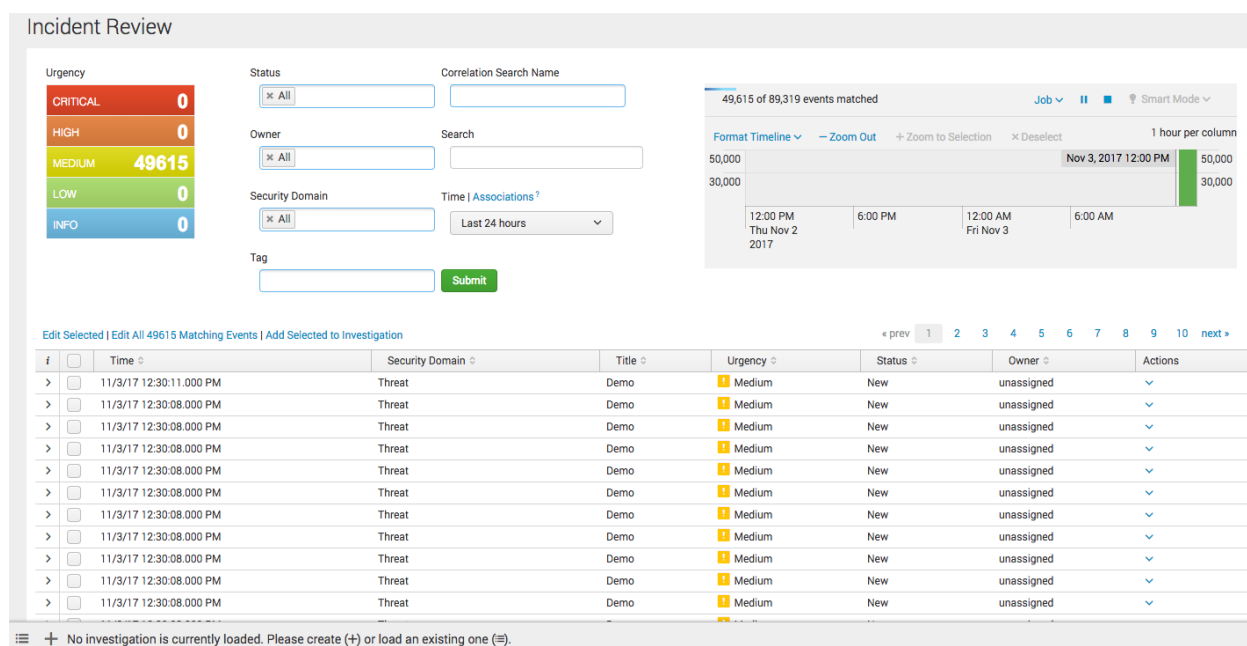 Incident Review
Urgency
CRITICAL 0
HIGH 0
MEDIUM 49615
LOW 0
INFO 0
Status
× All
Owner
× All
Security Domain
× All
Tag
Correlation Search Name
Search
Time | Associations ?
Last 24 hours
Submit
49,615 of 89,319 events matched
Job
Smart Mode
Format Timeline — Zoom Out + Zoom to Selection × Deselect
1 hour per column
50,000 Nov 3, 2017 12:00 PM 50,000
30,000 30,000
12:00 PM 6:00 PM 12:00 AM 6:00 AM
Thu Nov 2 Fri Nov 3
2017
Edit Selected | Edit All 49615 Matching Events | Add Selected to Investigation
« prev 1 2 3 4 5 6 7 8 9 10 next »
i Time Security Domain Title Urgency Status Owner Actions
> 11/3/17 12:30:11.000 PM Threat Demo ! Medium New unassigned
> 11/3/17 12:30:08.000 PM Threat Demo ! Medium New unassigned
> 11/3/17 12:30:08.000 PM Threat Demo ! Medium New unassigned
> 11/3/17 12:30:08.000 PM Threat Demo ! Medium New unassigned
> 11/3/17 12:30:08.000 PM Threat Demo ! Medium New unassigned
> 11/3/17 12:30:08.000 PM Threat Demo ! Medium New unassigned
> 11/3/17 12:30:08.000 PM Threat Demo ! Medium New unassigned
> 11/3/17 12:30:08.000 PM Threat Demo ! Medium New unassigned
> 11/3/17 12:30:08.000 PM Threat Demo ! Medium New unassigned
> 11/3/17 12:30:08.000 PM Threat Demo ! Medium New unassigned
> 11/3/17 12:30:08.000 PM Threat Demo ! Medium New unassigned
+ No investigation is currently loaded. Please create (+) or load an existing one (≔).